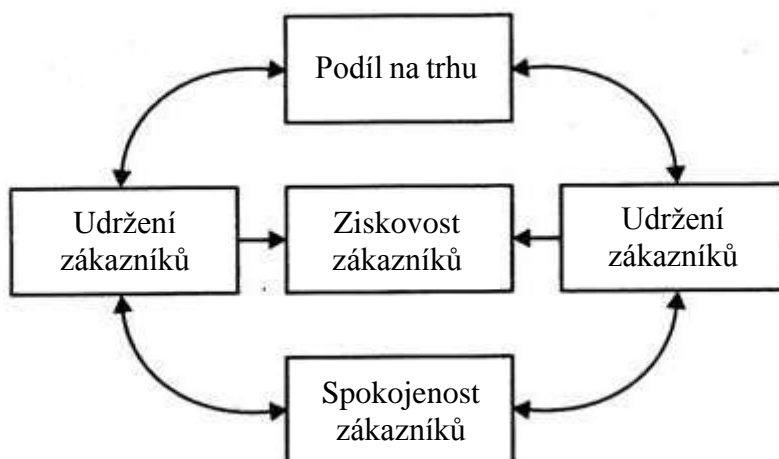 Podíl na trhu
Udržení
zákazníků
Ziskovost
zákazníků
Udržení
zákazníků
Spokojenost
zákazníků